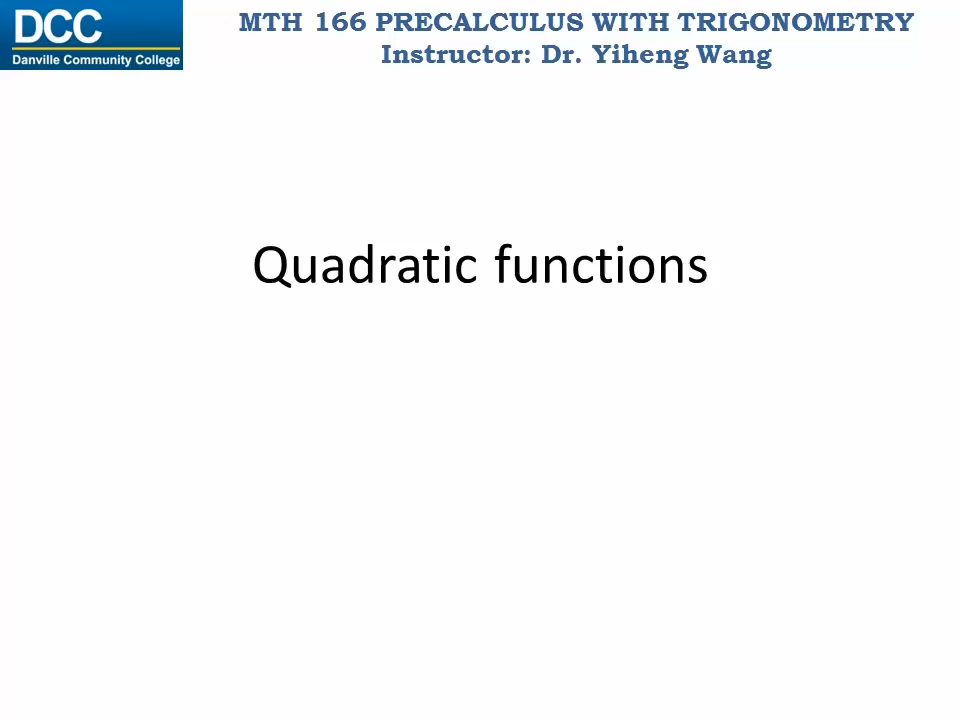 DCC
Danville Community College
MTH 166 PRECALCULUS WITH TRIGONOMETRY
Instructor: Dr. Yiheng Wang
Quadratic functions